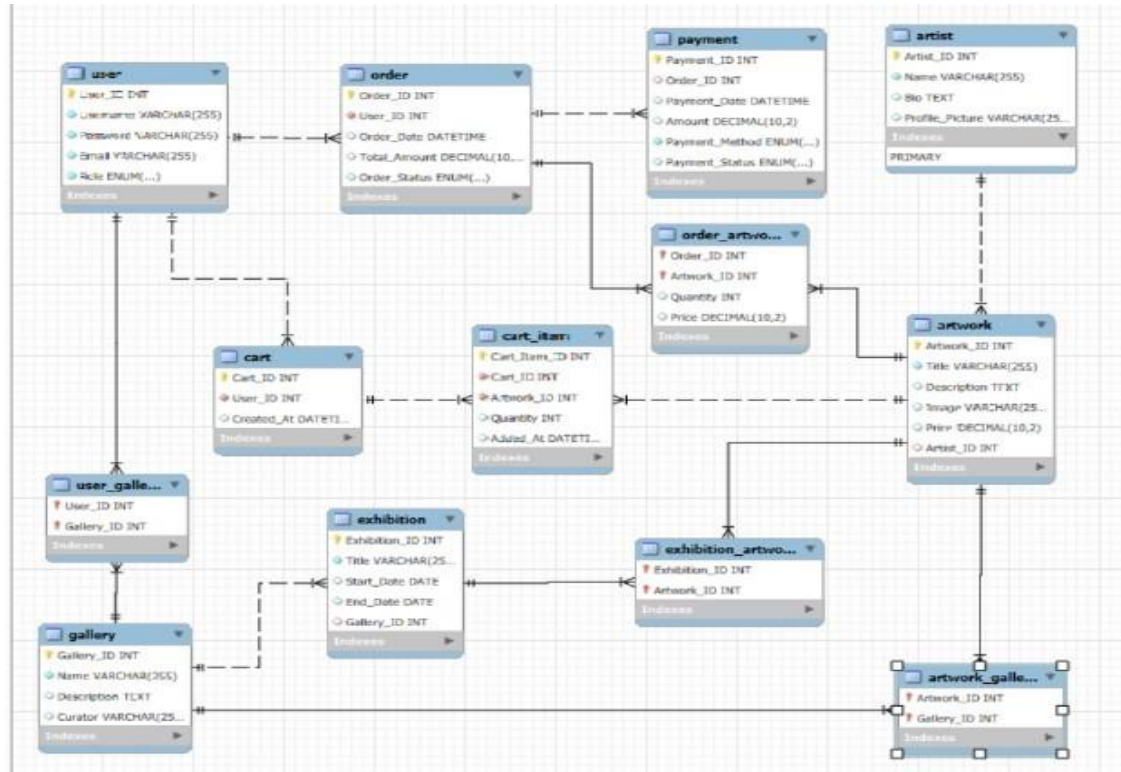 user
User_ID INT
Username VARCHAR(255)
Password VARCHAR(255)
Email VARCHAR(255)
Role ENUM(...)
Indexes
order
Order_ID INT
User_ID INT
Order_Date DATETIME
Total_Amount DECIMAL(10,...
Order_Status ENUM(...)
Indexes
payment
Payment_ID INT
Order_ID INT
Payment_Date DATETIME
Amount DECIMAL(10,2)
Payment_Method ENUM(...)
Payment_Status ENUM(...)
Indexes
artist
Artist_ID INT
Name VARCHAR(255)
Bio TEXT
Profile_Picture VARCHAR(25...
Indexes
PRIMARY
order_artwo...
Order_ID INT
Artwork_ID INT
Quantity INT
Price DECIMAL(10,2)
Indexes
cart
Cart_ID INT
User_ID INT
Created_At DATETI...
Indexes
cart_item
Cart_Item_ID INT
Cart_ID INT
Artwork_ID INT
Quantity INT
Added_At DATETI...
Indexes
artwork
Artwork_ID INT
Title VARCHAR(255)
Description TEXT
Image VARCHAR(25...
Price DECIMAL(10,2)
Artist_ID INT
Indexes
user_galle...
User_ID INT
Gallery_ID INT
Indexes
exhibition
Exhibition_ID INT
Title VARCHAR(25...
Start_Date DATE
End_Date DATE
Gallery_ID INT
Indexes
exhibition_artwo...
Exhibition_ID INT
Artwork_ID INT
Indexes
gallery
Gallery_ID INT
Name VARCHAR(255)
Description TEXT
Curator VARCHAR(25...
Indexes
artwork_galle...
Artwork_ID INT
Gallery_ID INT
Indexes